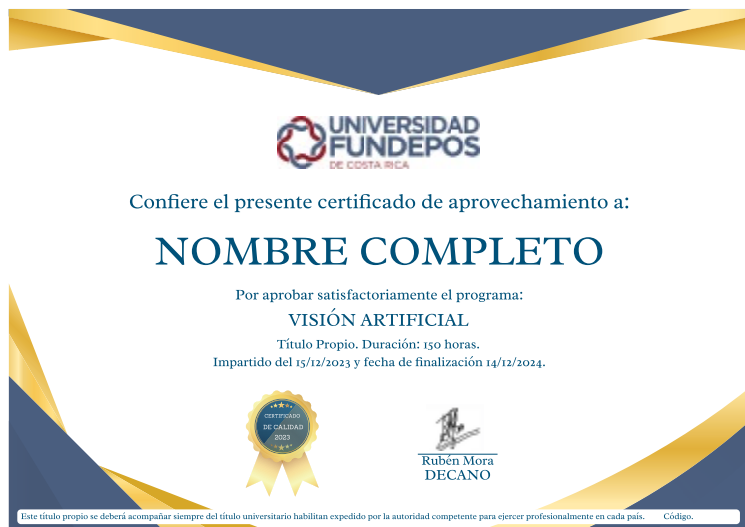 UNIVERSIDAD
FUNDEPOS
DE COSTA RICA
Confiere el presente certificado de aprovechamiento a:
NOMBRE COMPLETO
Por aprobar satisfactoriamente el programa:
VISIÓN ARTIFICIAL
Título Propio. Duración: 150 horas.
Impartido del 15/12/2023 y fecha de finalización 14/12/2024.
CERTIFICADO
DE CALIDAD
2023
Rubén Mora
DECANO
Este título propio se deberá acompañar siempre del título universitario habilitan expedido por la autoridad competente para ejercer profesionalmente en cada país. Código.